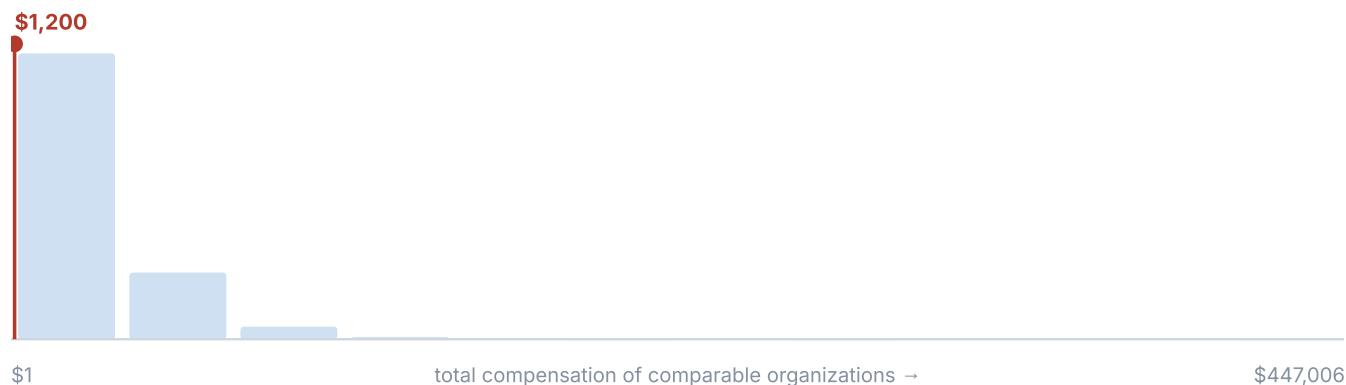 $1,200
$1
total compensation of comparable organizations →
$447,006